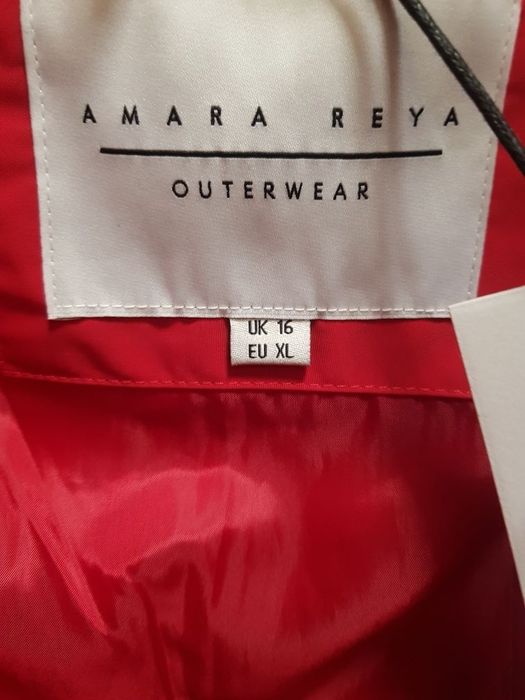 AMARA REYA
OUTERWEAR
UK 16
EU XL